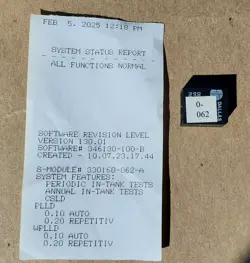 FEB 5, 2025 12:18 PM
SYSTEM STATUS REPORT
- - - - - - - - - - -
ALL FUNCTIONS NORMAL
SOFTWARE REVISION LEVEL
VERSION 130.01
SOFTWARE# 346130-100-B
CREATED - 10.07.23.17.44
S-MODULE# 330160-062-A
SYSTEM FEATURES:
PERIODIC IN-TANK TESTS
ANNUAL IN-TANK TESTS
CSLD
PLLD
0.10 AUTO
0.20 REPETITIV
WPLLD
0.10 AUTO
0.20 REPETITIV
0-
062
DALLAS